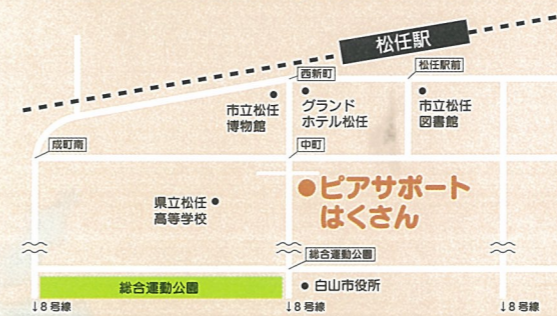 松任駅
松任駅前
西新町
市立松任
博物館
グランド
ホテル松任
市立松任
図書館
成町南
中町
ピアサポート
はくさん
県立松任
高等学校
総合運動公園
総合運動公園
白山市役所
↓8号線
↓8号線
↓8号線